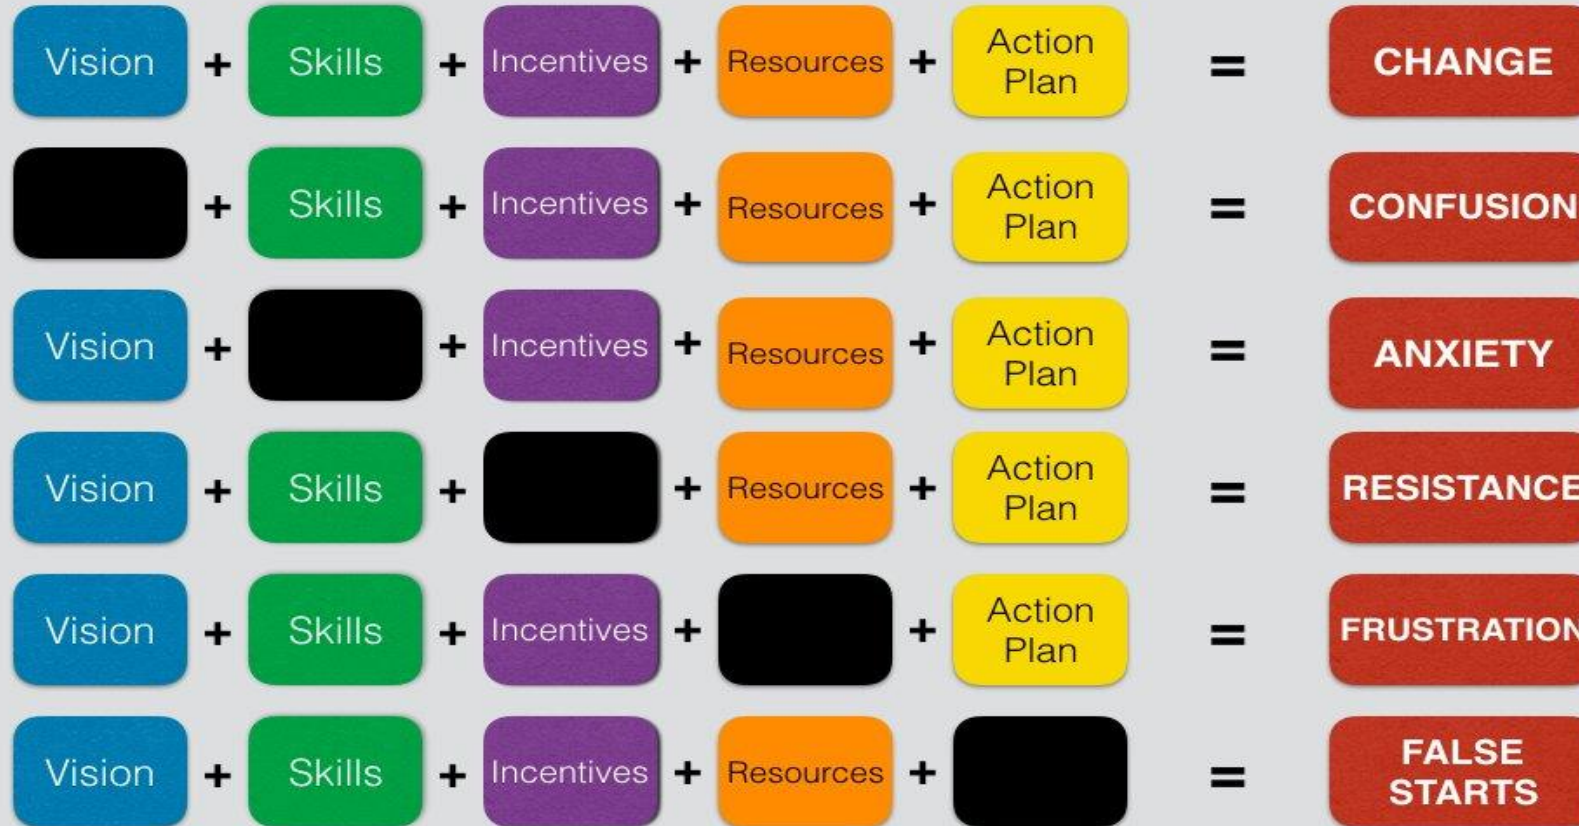 Vision + Skills + Incentives + Resources + Action Plan = CHANGE
+ Skills + Incentives + Resources + Action Plan = CONFUSION
Vision + + Incentives + Resources + Action Plan = ANXIETY
Vision + Skills + + Resources + Action Plan = RESISTANCE
Vision + Skills + Incentives + + Action Plan = FRUSTRATION
Vision + Skills + Incentives + Resources + = FALSE STARTS